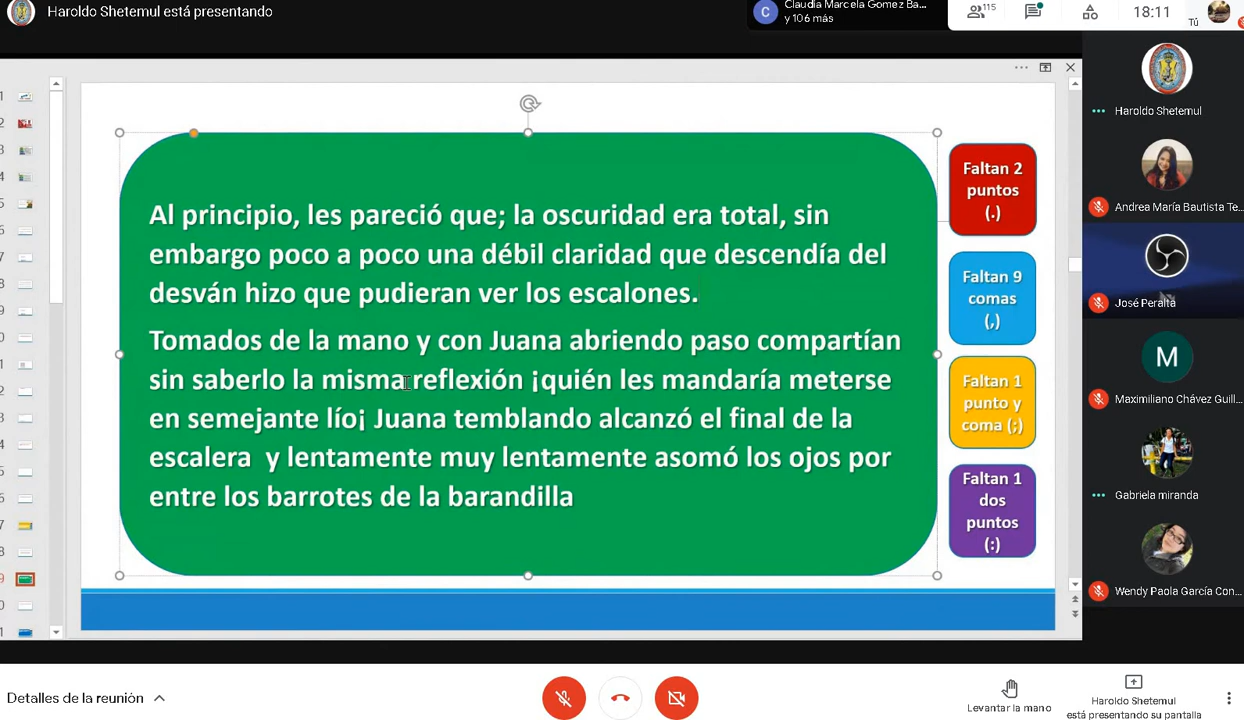 Haroldo Shetemul está presentando
Claudia Marcela Gomez Ba...
y 106 más
C
115
18:11
Tú
Al principio, les pareció que; la oscuridad era total, sin
embargo poco a poco una débil claridad que descendía del
desván hizo que pudieran ver los escalones.
Tomados de la mano y con Juana abriendo paso compartían
sin saberlo la misma reflexión ¡quién les mandaría meterse
en semejante lío¡ Juana temblando alcanzó el final de la
escalera y lentamente muy lentamente asomó los ojos por
entre los barrotes de la barandilla
Faltan 2
puntos
(.)
Faltan 9
comas
(,)
Faltan 1
punto y
coma (;)
Faltan 1
dos
puntos
(:)
Haroldo Shetemul
Andrea María Bautista Te...
José Peralta
M
Maximiliano Chávez Guill...
Gabriela miranda
Wendy Paola García Con...
Detalles de la reunión
Levantar la mano
Haroldo Shetemul
está presentando su pantalla